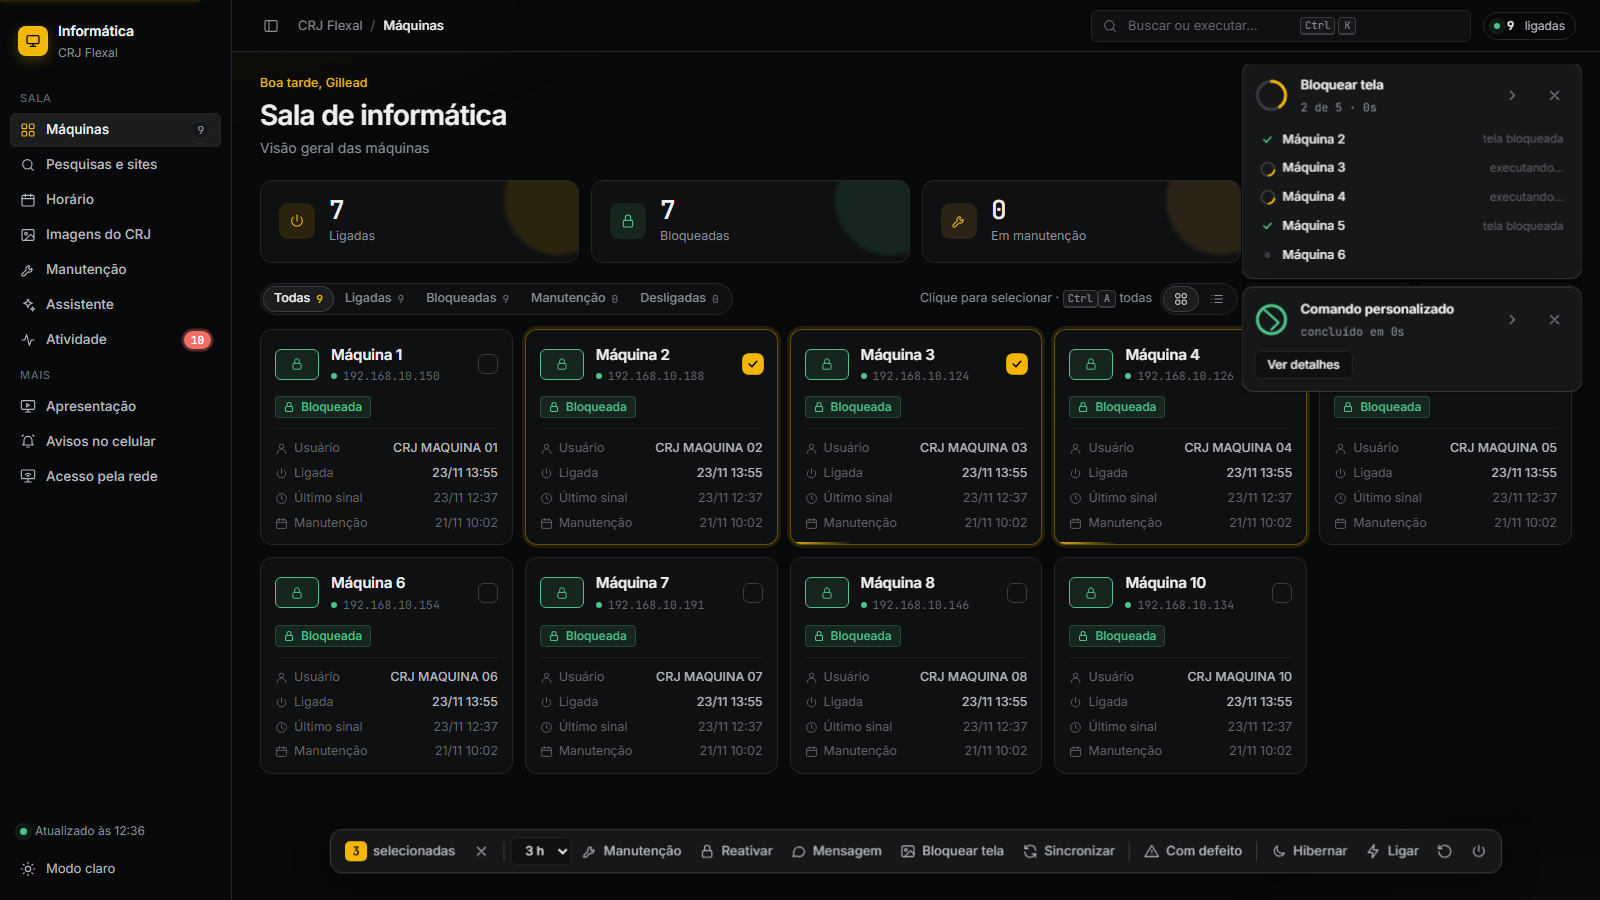 Informática
CRJ Flexal
SALA
Máquinas 9
Pesquisas e sites
Horário
Imagens do CRJ
Manutenção
Assistente
Atividade 10
MAIS
Apresentação
Avisos no celular
Acesso pela rede
Atualizado às 12:36
Modo claro
CRJ Flexal / Máquinas
Buscar ou executar... Ctrl K
9 ligadas
Boa tarde, Gillead
Sala de informática
Visão geral das máquinas
7
Ligadas
7
Bloqueadas
0
Em manutenção
Bloquear tela
2 de 5 · 0s
Máquina 2 tela bloqueada
Máquina 3 executando...
Máquina 4 executando...
Máquina 5 tela bloqueada
Máquina 6
Comando personalizado
concluído em 0s
Ver detalhes
Todas 9 Ligadas 9 Bloqueadas 9 Manutenção 0 Desligadas 0
Clique para selecionar · Ctrl A todas
Máquina 1
192.168.10.150
Bloqueada
Usuário CRJ MAQUINA 01
Ligada 23/11 13:55
Último sinal 23/11 12:37
Manutenção 21/11 10:02
Máquina 2
192.168.10.188
Bloqueada
Usuário CRJ MAQUINA 02
Ligada 23/11 13:55
Último sinal 23/11 12:37
Manutenção 21/11 10:02
Máquina 3
192.168.10.124
Bloqueada
Usuário CRJ MAQUINA 03
Ligada 23/11 13:55
Último sinal 23/11 12:37
Manutenção 21/11 10:02
Máquina 4
192.168.10.126
Bloqueada
Usuário CRJ MAQUINA 04
Ligada 23/11 13:55
Último sinal 23/11 12:37
Manutenção 21/11 10:02
Bloqueada
Usuário CRJ MAQUINA 05
Ligada 23/11 13:55
Último sinal 23/11 12:37
Manutenção 21/11 10:02
Máquina 6
192.168.10.154
Bloqueada
Usuário CRJ MAQUINA 06
Ligada 23/11 13:55
Último sinal 23/11 12:37
Manutenção 21/11 10:02
Máquina 7
192.168.10.191
Bloqueada
Usuário CRJ MAQUINA 07
Ligada 23/11 13:55
Último sinal 23/11 12:37
Manutenção 21/11 10:02
Máquina 8
192.168.10.146
Bloqueada
Usuário CRJ MAQUINA 08
Ligada 23/11 13:55
Último sinal 23/11 12:37
Manutenção 21/11 10:02
Máquina 10
192.168.10.134
Bloqueada
Usuário CRJ MAQUINA 10
Ligada 23/11 13:55
Último sinal 23/11 12:37
Manutenção 21/11 10:02
3 selecionadas 3 h Manutenção Reativar Mensagem Bloquear tela Sincronizar Com defeito Hibernar Ligar